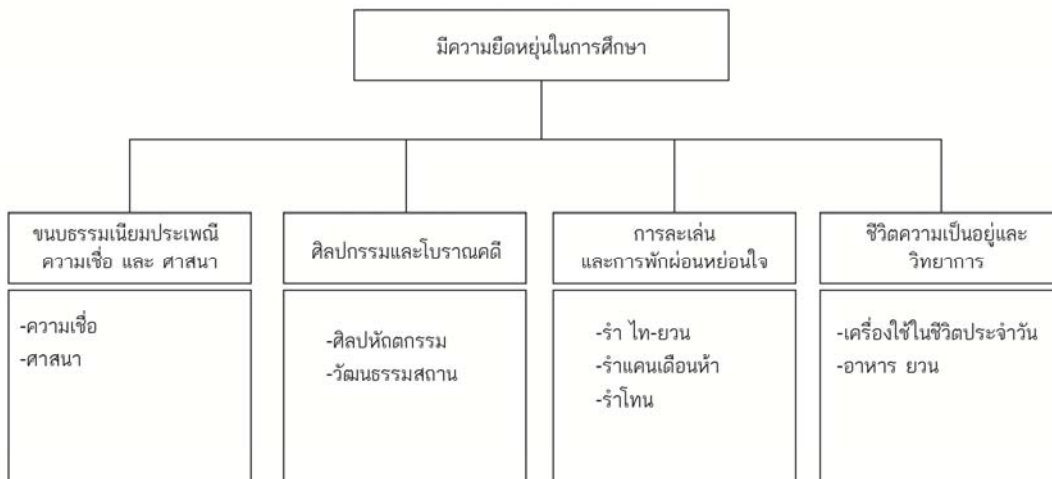 มีความยืดหยุ่นในการศึกษา
ขนบธรรมเนียมประเพณี
ความเชื่อ และ ศาสนา
-ความเชื่อ
-ศาสนา
ศิลปกรรมและโบราณคดี
-ศิลปหัถตกรรม
-วัฒนธรรมสถาน
การละเล่น
และการพักผ่อนหย่อนใจ
-รำ ไท-ยวน
-รำแคนเดือนห้า
-รำโทน
ชีวิตความเป็นอยู่และ
วิทยาการ
-เครื่องใช้ในชีวิตประจำวัน
-อาหาร ยวน